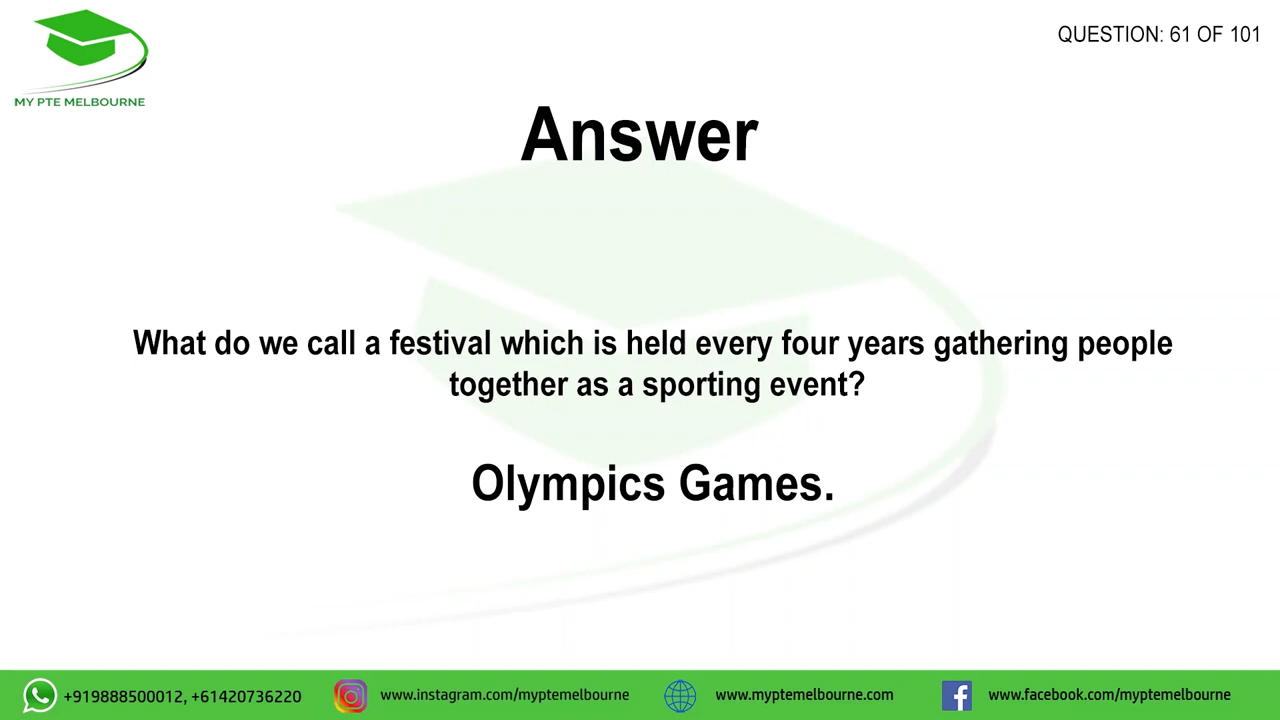 QUESTION: 61 OF 101
MY PTE MELBOURNE
Answer
What do we call a festival which is held every four years gathering people
together as a sporting event?
Olympics Games.
+919888500012, +61420736220
www.instagram.com/myptemelbourne
www.myptemelbourne.com
www.facebook.com/myptemelbourne